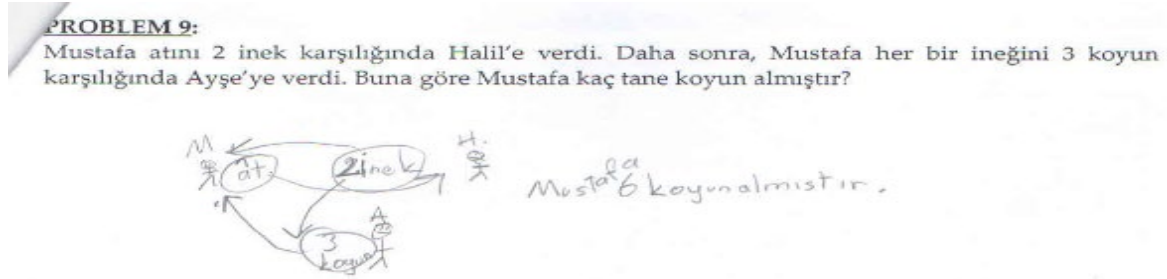 PROBLEM 9:
Mustafa atını 2 inek karşılığında Halil'e verdi. Daha sonra, Mustafa her bir ineğini 3 koyun
karşılığında Ayşe'ye verdi. Buna göre Mustafa kaç tane koyun almıştır?
M
H.
at.
2inek
Mustafa 6 koyun almıstır.
A
3
koyun